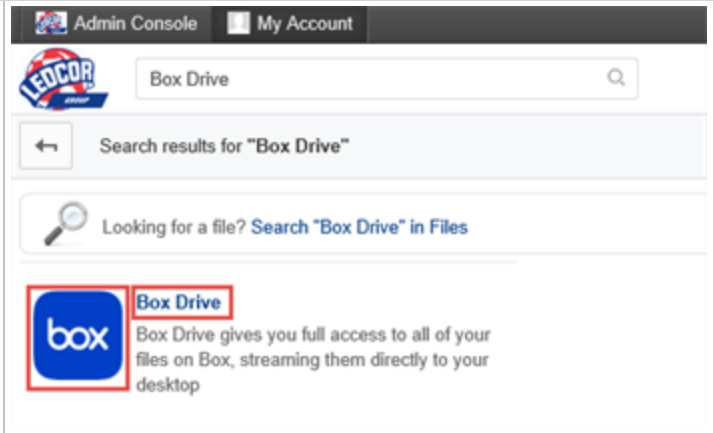 Admin Console My Account
LEDCOR
GROUP
Box Drive
Search results for "Box Drive"
Looking for a file? Search "Box Drive" in Files
box
Box Drive
Box Drive gives you full access to all of your
files on Box, streaming them directly to your
desktop